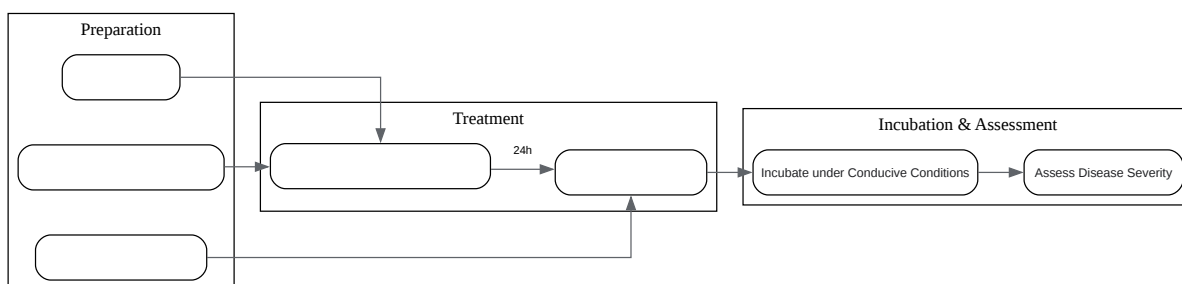 Preparation
Treatment
24h
Incubation & Assessment
Incubate under Conducive Conditions
Assess Disease Severity